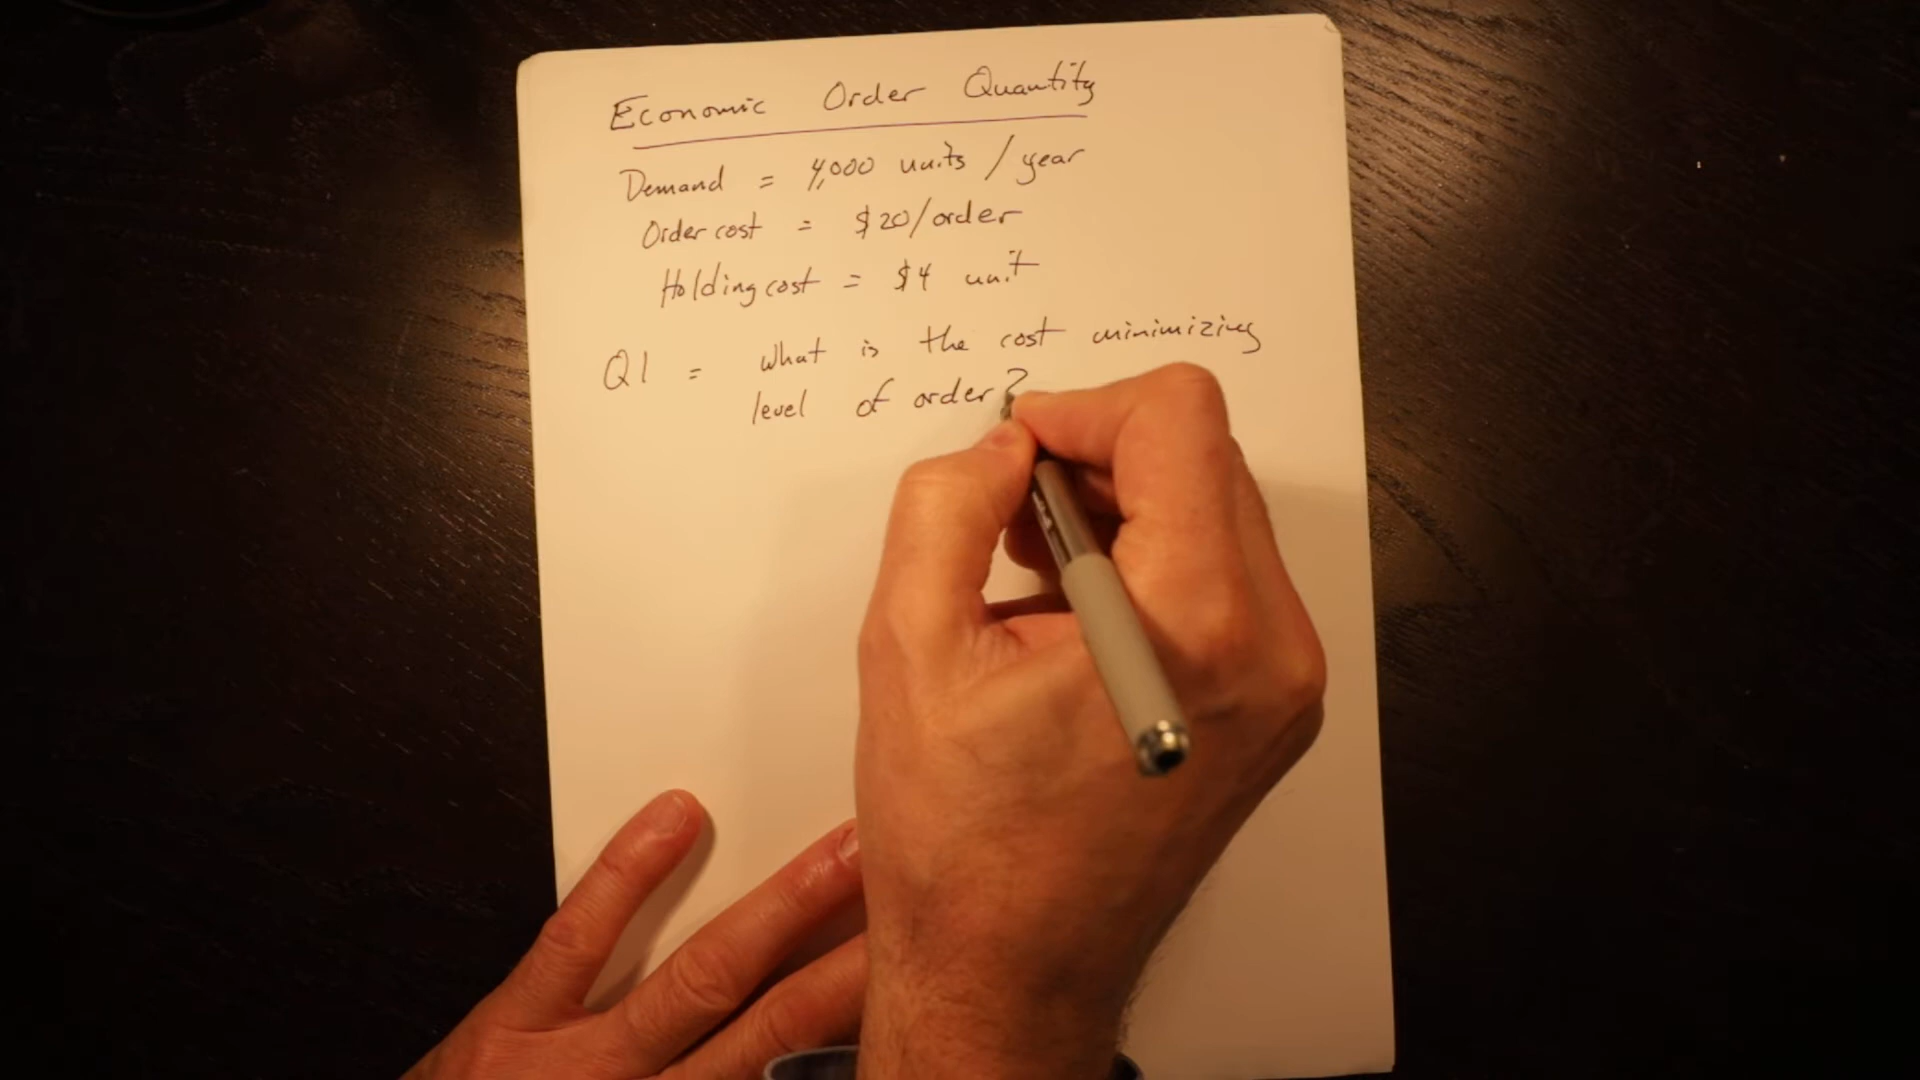 Economic Order Quantity
Demand = 4,000 units / year
Order cost = $20/order
Holding cost = $4 unit
Q1 = What is the cost minimizing
level of order?